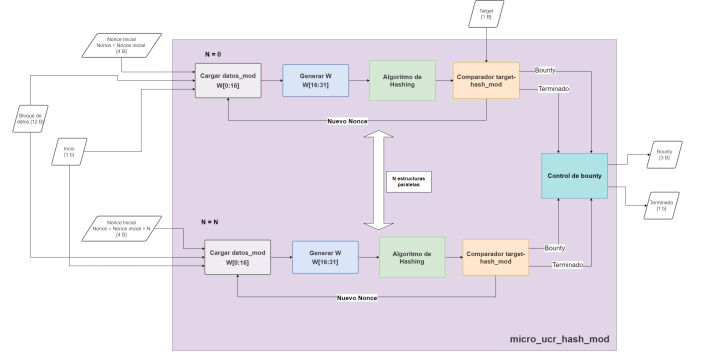 Target
[1 B]
Nonce Inicial
Nonce = Nonce inicial
[4 B]
N = 0
Cargar datos_mod
W[0:16]
Generar W
W[16:31]
Algoritmo de
Hashing
Comparador target-
hash_mod
Bounty
Terminado
Nuevo Nonce
Bloque de
datos [12 B]
Inicio
[1 b]
N estructuras
paralelas
Control de bounty
Bounty
[3 B]
Terminado
[1 b]
N = N
Nonce Inicial
Nonce = Nonce inicial + N
[4 B]
Cargar datos_mod
W[0:16]
Generar W
W[16:31]
Algoritmo de
Hashing
Comparador target-
hash_mod
Bounty
Terminado
Nuevo Nonce
micro_ucr_hash_mod